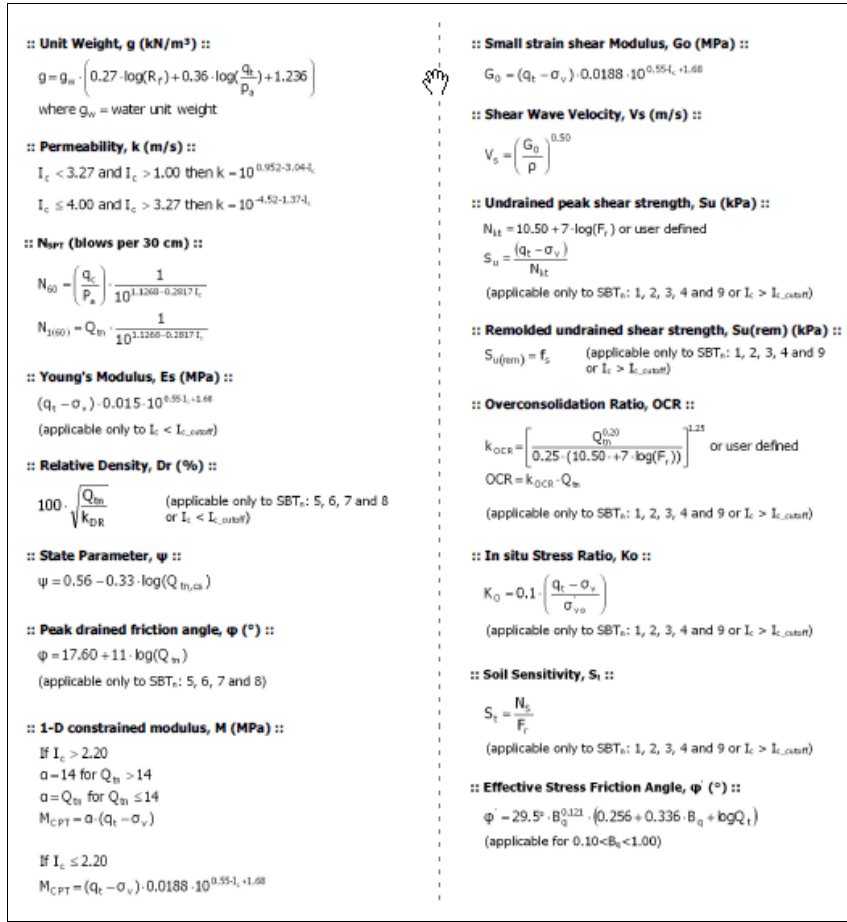 :: Unit Weight, g (kN/m³) ::
g = g_w · (0.27 · log(R_f) + 0.36 · log(q_t / p_a) + 1.236)
where g_w = water unit weight
:: Permeability, k (m/s) ::
I_c < 3.27 and I_c > 1.00 then k = 10^(0.952-3.04·I_c)
I_c ≤ 4.00 and I_c > 3.27 then k = 10^(-4.52-1.37·I_c)
:: N_SPT (blows per 30 cm) ::
N_60 = (q_c / P_a) · 1 / 10^(1.1268-0.2817·I_c)
N_1(60) = Q_tn · 1 / 10^(1.1268-0.2817·I_c)
:: Young's Modulus, Es (MPa) ::
(q_t − σ_v) · 0.015 · 10^(0.55·I_c+1.68)
(applicable only to I_c < I_c_cutoff)
:: Relative Density, Dr (%) ::
100 · √(Q_tn / k_DR) (applicable only to SBT_n: 5, 6, 7 and 8
or I_c < I_c_cutoff)
:: State Parameter, ψ ::
ψ = 0.56 − 0.33 · log(Q_tn,cs)
:: Peak drained friction angle, φ (°) ::
φ = 17.60 + 11 · log(Q_tn)
(applicable only to SBT_n: 5, 6, 7 and 8)
:: 1-D constrained modulus, M (MPa) ::
If I_c > 2.20
α = 14 for Q_tn > 14
α = Q_tn for Q_tn ≤ 14
M_CPT = α · (q_t − σ_v)
If I_c ≤ 2.20
M_CPT = (q_t − σ_v) · 0.0188 · 10^(0.55·I_c+1.68)
:: Small strain shear Modulus, Go (MPa) ::
G_0 = (q_t − σ_v) · 0.0188 · 10^(0.55·I_c+1.68)
:: Shear Wave Velocity, Vs (m/s) ::
V_s = (G_0 / ρ)^0.50
:: Undrained peak shear strength, Su (kPa) ::
N_kt = 10.50 + 7 · log(F_r) or user defined
S_u = (q_t − σ_v) / N_kt
(applicable only to SBT_n: 1, 2, 3, 4 and 9 or I_c > I_c_cutoff)
:: Remolded undrained shear strength, Su(rem) (kPa) ::
S_u(rem) = f_s (applicable only to SBT_n: 1, 2, 3, 4 and 9
or I_c > I_c_cutoff)
:: Overconsolidation Ratio, OCR ::
k_OCR = [Q_tn^0.20 / 0.25 · (10.50 · +7 · log(F_r))]^1.25 or user defined
OCR = k_OCR · Q_tn
(applicable only to SBT_n: 1, 2, 3, 4 and 9 or I_c > I_c_cutoff)
:: In situ Stress Ratio, Ko ::
K_0 = 0.1 · ((q_t − σ_v) / σ'_vo)
(applicable only to SBT_n: 1, 2, 3, 4 and 9 or I_c > I_c_cutoff)
:: Soil Sensitivity, S_t ::
S_t = N_s / F_r
(applicable only to SBT_n: 1, 2, 3, 4 and 9 or I_c > I_c_cutoff)
:: Effective Stress Friction Angle, φ' (°) ::
φ' = 29.5° · B_q^0.121 · (0.256 + 0.336 · B_q + logQ_t)
(applicable for 0.10<B_q<1.00)